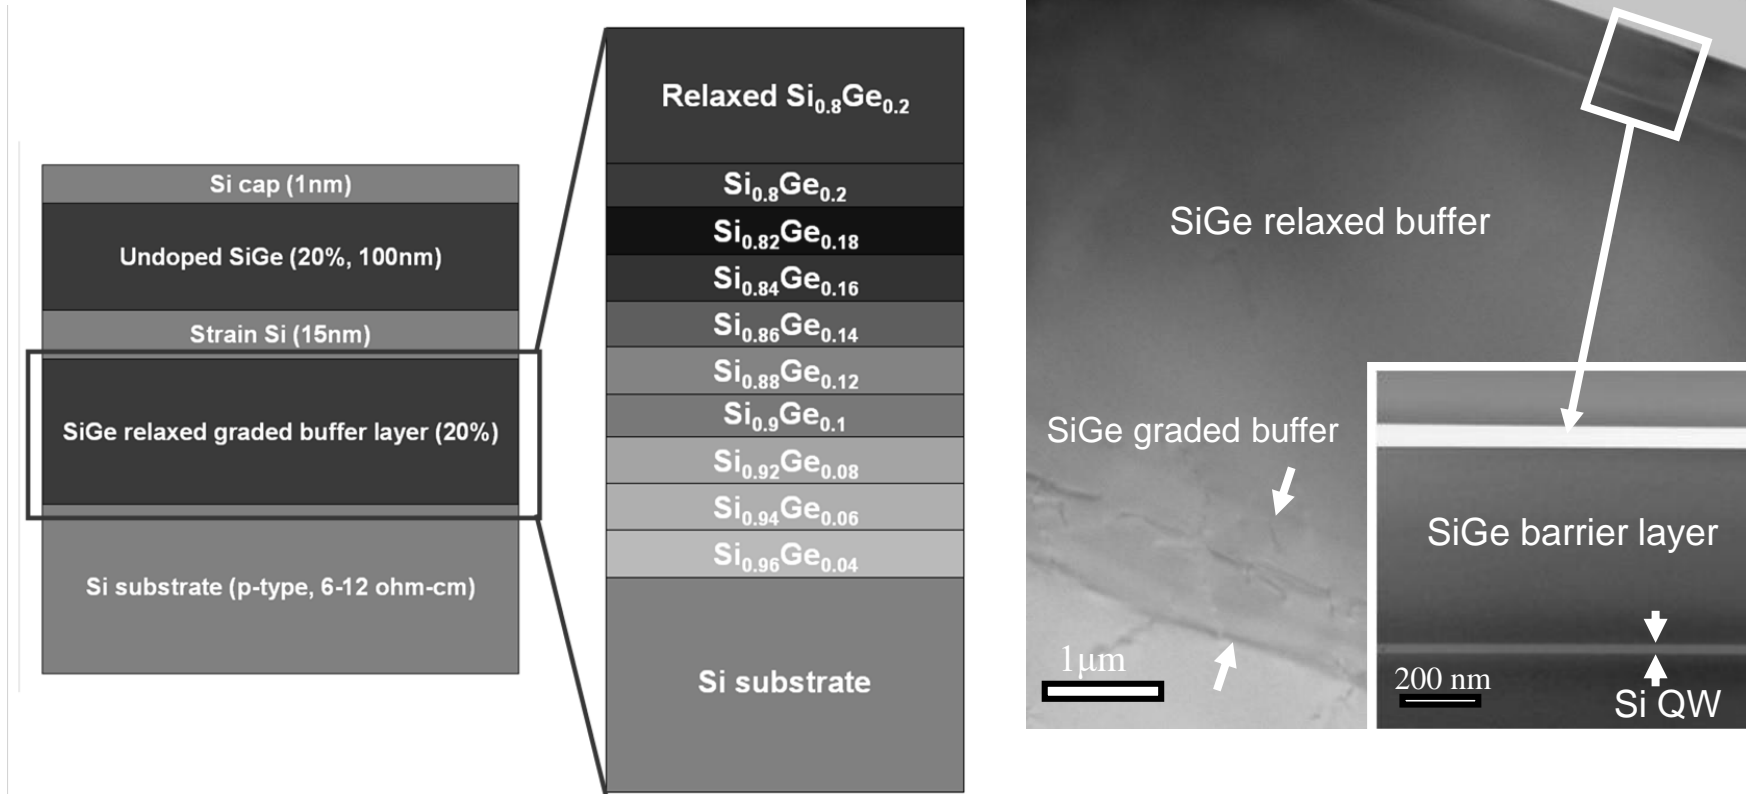 Si cap (1nm)
Undoped SiGe (20%, 100nm)
Strain Si (15nm)
SiGe relaxed graded buffer layer (20%)
Si substrate (p-type, 6-12 ohm-cm)
Relaxed Si0.8Ge0.2
Si0.8Ge0.2
Si0.82Ge0.18
Si0.84Ge0.16
Si0.86Ge0.14
Si0.88Ge0.12
Si0.9Ge0.1
Si0.92Ge0.08
Si0.94Ge0.06
Si0.96Ge0.04
Si substrate
SiGe relaxed buffer
SiGe graded buffer
1μm
SiGe barrier layer
200 nm
Si QW